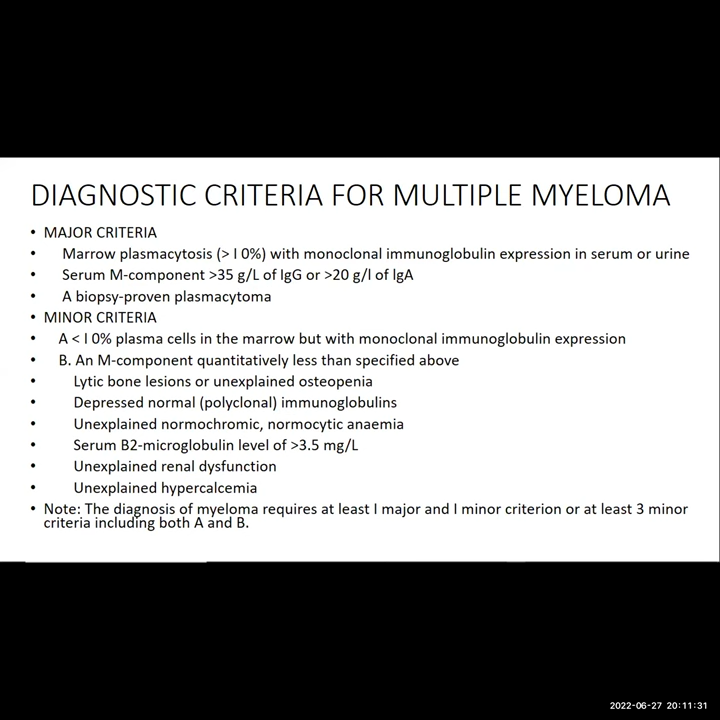 DIAGNOSTIC CRITERIA FOR MULTIPLE MYELOMA
• MAJOR CRITERIA
• Marrow plasmacytosis (> I 0%) with monoclonal immunoglobulin expression in serum or urine
• Serum M-component >35 g/L of IgG or >20 g/l of IgA
• A biopsy-proven plasmacytoma
• MINOR CRITERIA
• A < I 0% plasma cells in the marrow but with monoclonal immunoglobulin expression
• B. An M-component quantitatively less than specified above
• Lytic bone lesions or unexplained osteopenia
• Depressed normal (polyclonal) immunoglobulins
• Unexplained normochromic, normocytic anaemia
• Serum B2-microglobulin level of >3.5 mg/L
• Unexplained renal dysfunction
• Unexplained hypercalcemia
• Note: The diagnosis of myeloma requires at least I major and I minor criterion or at least 3 minor
criteria including both A and B.
2022-06-27 20:11:31